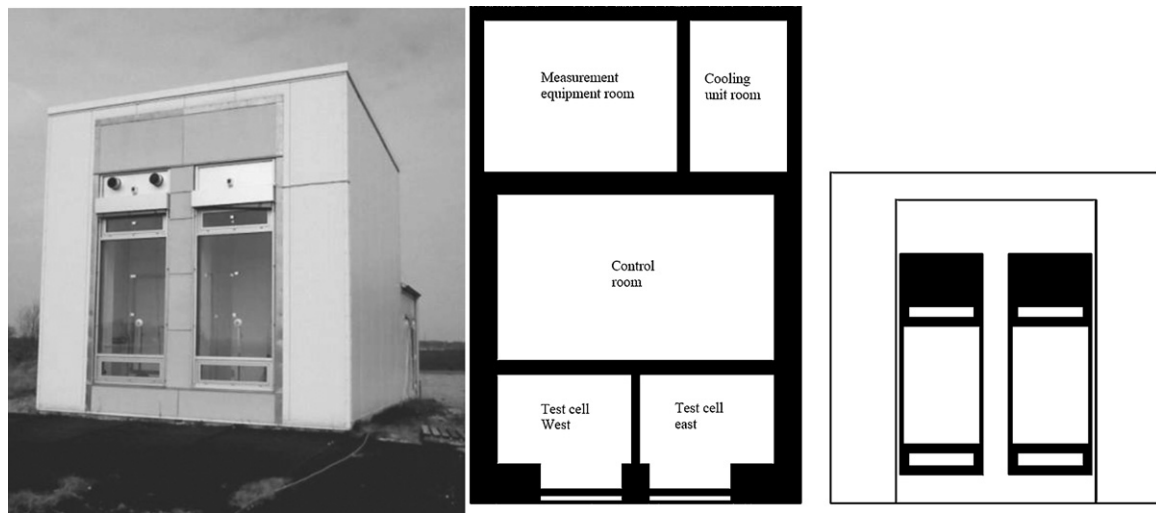 Measurement
equipment room
Cooling
unit room
Control
room
Test cell
West
Test cell
east